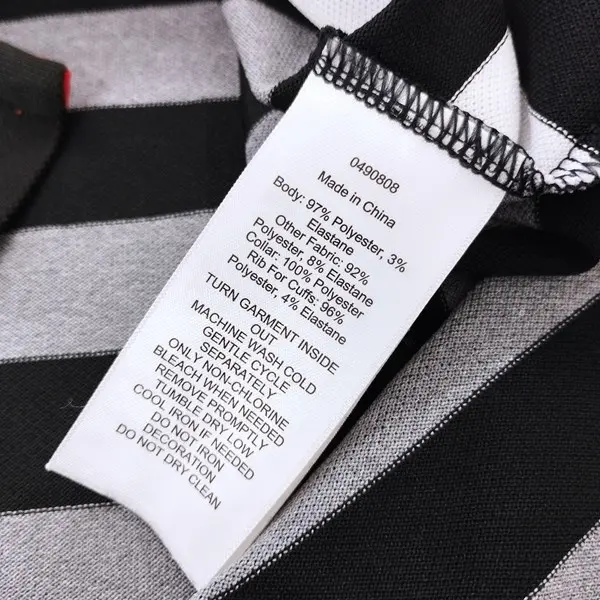 0490808
Made in China
Body: 97% Polyester, 3%
Elastane
Other Fabric: 92%
Polyester, 8% Elastane
Collar: 100% Polyester
Rib For Cuffs: 96%
Polyester, 4% Elastane
TURN GARMENT INSIDE
OUT
MACHINE WASH COLD
GENTLE CYCLE
SEPARATELY
ONLY NON-CHLORINE
BLEACH WHEN NEEDED
REMOVE PROMPTLY
TUMBLE DRY LOW
COOL IRON IF NEEDED
DO NOT IRON
DECORATION
DO NOT DRY CLEAN